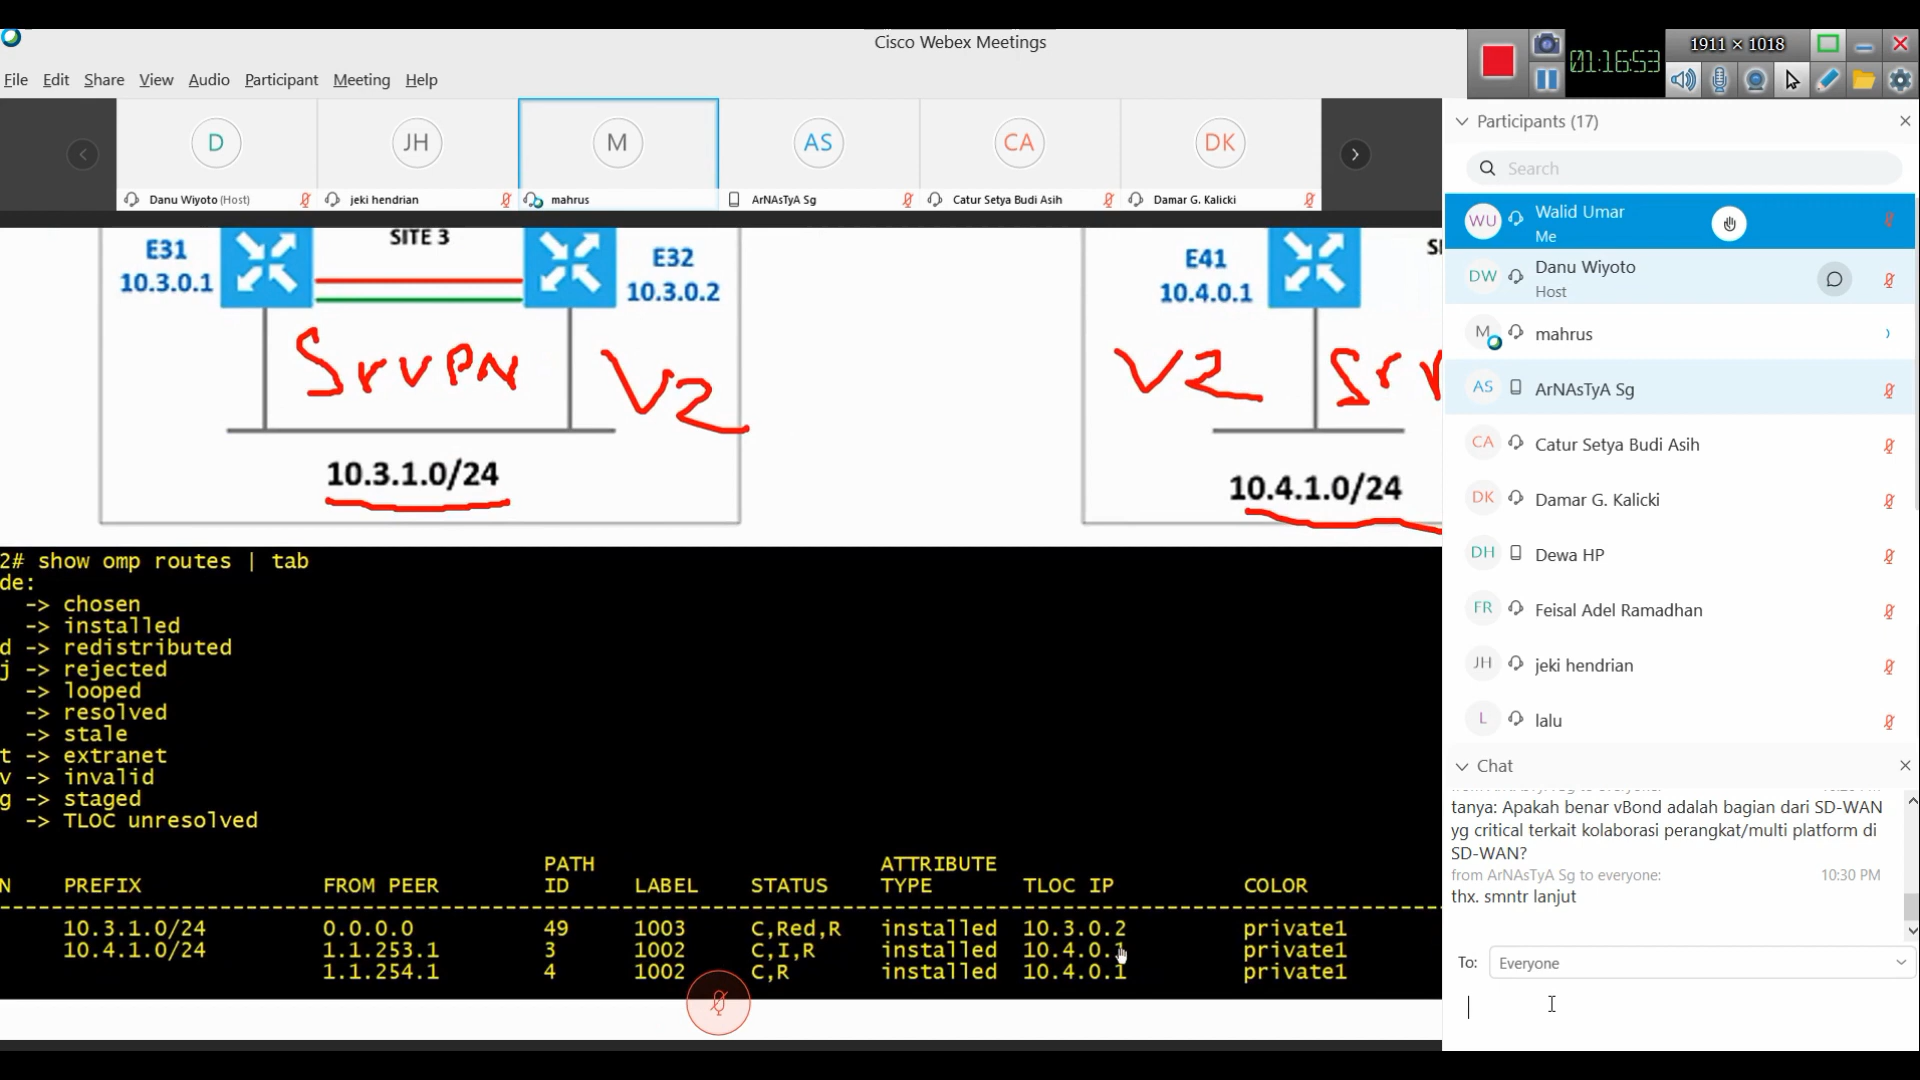 Cisco Webex Meetings
01:16:53
1911 × 1018
File Edit Share View Audio Participant Meeting Help
D
JH
M
AS
CA
DK
Danu Wiyoto (Host)
jeki hendrian
mahrus
ArNAsTyA Sg
Catur Setya Budi Asih
Damar G. Kalicki
SITE 3
E31
10.3.0.1
E32
10.3.0.2
SrvPN
V2
10.3.1.0/24
E41
10.4.0.1
V2
10.4.1.0/24
2# show omp routes | tab
de:
-> chosen
-> installed
d -> redistributed
j -> rejected
-> looped
-> resolved
-> stale
t -> extranet
v -> invalid
g -> staged
-> TLOC unresolved
PATH ATTRIBUTE
N PREFIX FROM PEER ID LABEL STATUS TYPE TLOC IP COLOR
10.3.1.0/24 0.0.0.0 49 1003 C,Red,R installed 10.3.0.2 private1
10.4.1.0/24 1.1.253.1 3 1002 C,I,R installed 10.4.0.1 private1
1.1.254.1 4 1002 C,R installed 10.4.0.1 private1
Participants (17)
Search
WU Walid Umar
Me
DW Danu Wiyoto
Host
M mahrus
AS ArNAsTyA Sg
CA Catur Setya Budi Asih
DK Damar G. Kalicki
DH Dewa HP
FR Feisal Adel Ramadhan
JH jeki hendrian
L lalu
Chat
tanya: Apakah benar vBond adalah bagian dari SD-WAN
yg critical terkait kolaborasi perangkat/multi platform di
SD-WAN?
from ArNAsTyA Sg to everyone: 10:30 PM
thx. smntr lanjut
To: Everyone